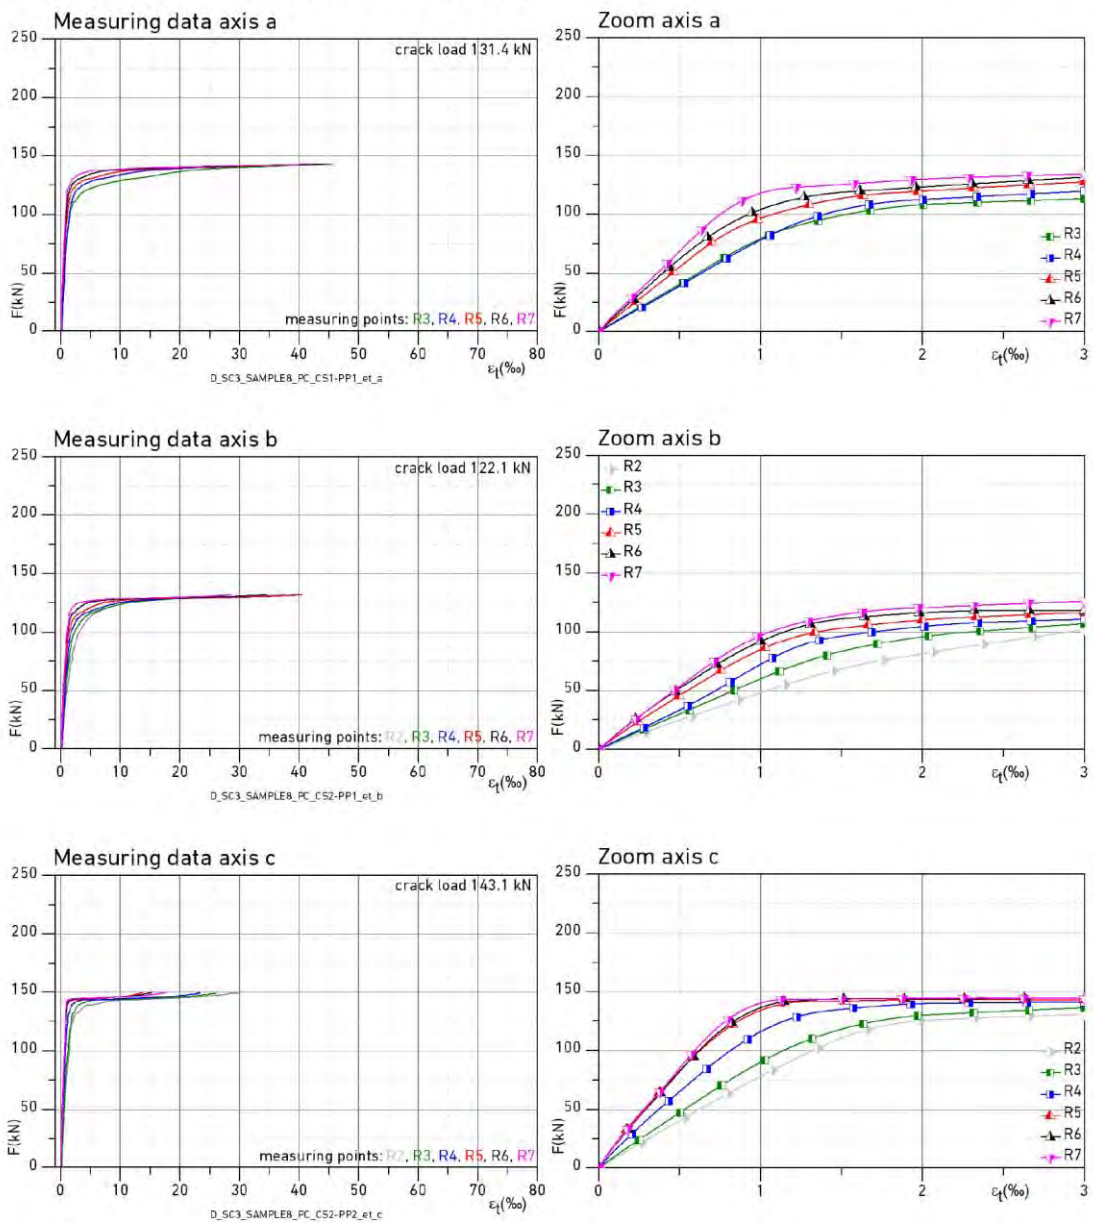 Measuring data axis a
250
200
150
100
50
0
F(kN)
crack load 131.4 kN
measuring points: R3, R4, R5, R6, R7
0 10 20 30 40 50 60 70 80
εt(‰)
D_SC3_SAMPLE8_PC_CS1-PP1_et_a
Zoom axis a
250
200
150
100
50
0
F(kN)
R3
R4
R5
R6
R7
0 1 2 3
εt(‰)
Measuring data axis b
250
200
150
100
50
0
F(kN)
crack load 122.1 kN
measuring points: R2, R3, R4, R5, R6, R7
0 10 20 30 40 50 60 70 80
εt(‰)
D_SC3_SAMPLE8_PC_CS2-PP1_et_b
Zoom axis b
250
200
150
100
50
0
F(kN)
R2
R3
R4
R5
R6
R7
0 1 2 3
εt(‰)
Measuring data axis c
250
200
150
100
50
0
F(kN)
crack load 143.1 kN
measuring points: R2, R3, R4, R5, R6, R7
0 10 20 30 40 50 60 70 80
εt(‰)
D_SC3_SAMPLE8_PC_CS2-PP2_et_c
Zoom axis c
250
200
150
100
50
0
F(kN)
R2
R3
R4
R5
R6
R7
0 1 2 3
εt(‰)